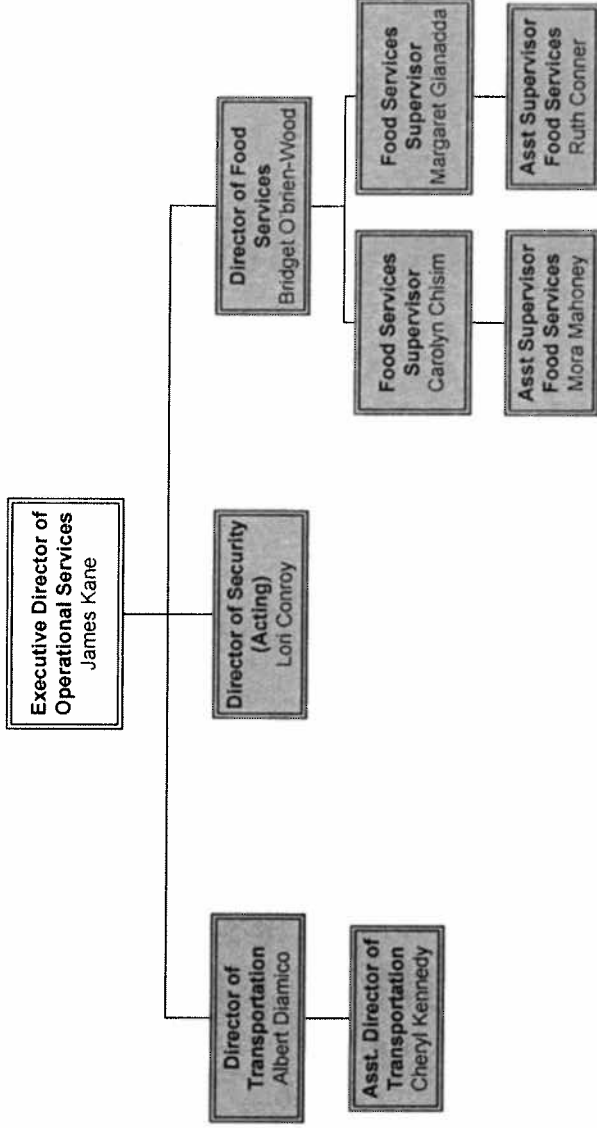 Executive Director of
Operational Services
James Kane
Director of
Transportation
Albert Diamico
Director of Security
(Acting)
Lori Conroy
Director of Food
Services
Bridget O'brien-Wood
Asst. Director of
Transportation
Cheryl Kennedy
Food Services
Supervisor
Carolyn Chisim
Food Services
Supervisor
Margaret Gianadda
Asst Supervisor
Food Services
Mora Mahoney
Asst Supervisor
Food Services
Ruth Conner